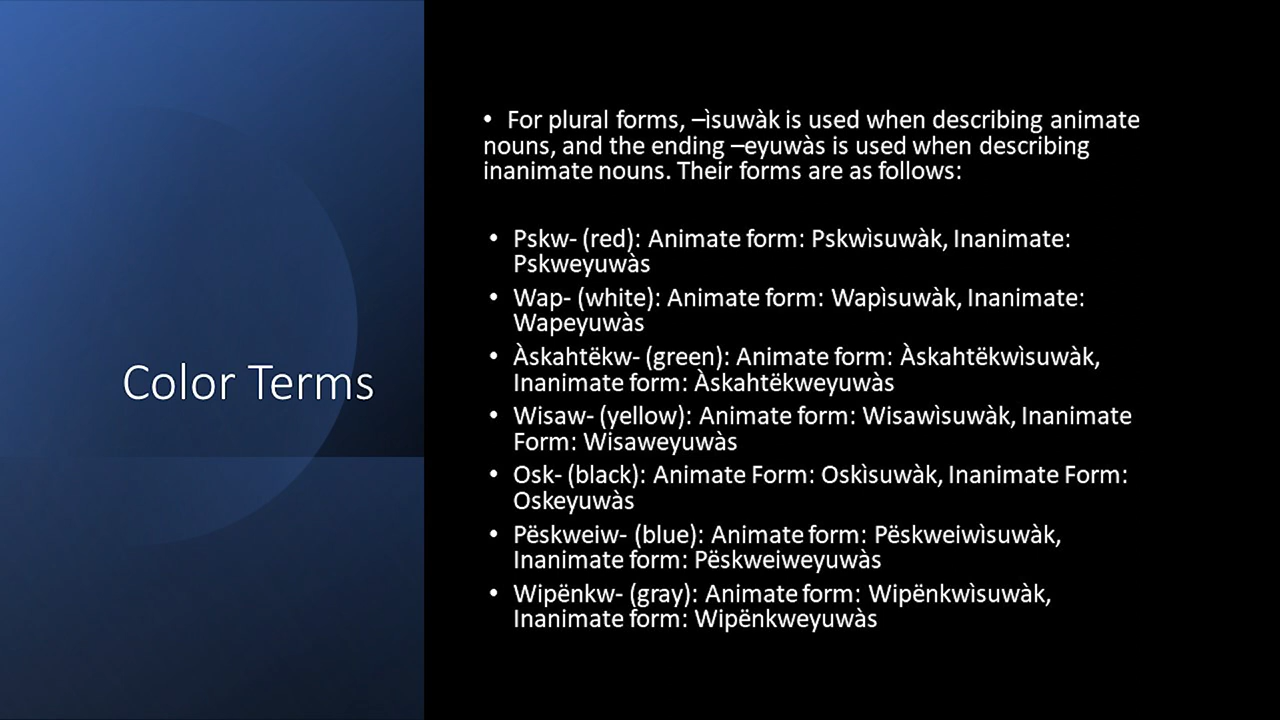 Color Terms
• For plural forms, –ìsuwàk is used when describing animate
nouns, and the ending –eyuwàs is used when describing
inanimate nouns. Their forms are as follows:
• Pskw- (red): Animate form: Pskwìsuwàk, Inanimate:
Pskweyuwàs
• Wap- (white): Animate form: Wapìsuwàk, Inanimate:
Wapeyuwàs
• Àskahtëkw- (green): Animate form: Àskahtëkwìsuwàk,
Inanimate form: Àskahtëkweyuwàs
• Wisaw- (yellow): Animate form: Wisawìsuwàk, Inanimate
Form: Wisaweyuwàs
• Osk- (black): Animate Form: Oskìsuwàk, Inanimate Form:
Oskeyuwàs
• Pëskweiw- (blue): Animate form: Pëskweiwìsuwàk,
Inanimate form: Pëskweiweyuwàs
• Wipënkw- (gray): Animate form: Wipënkwìsuwàk,
Inanimate form: Wipënkweyuwàs